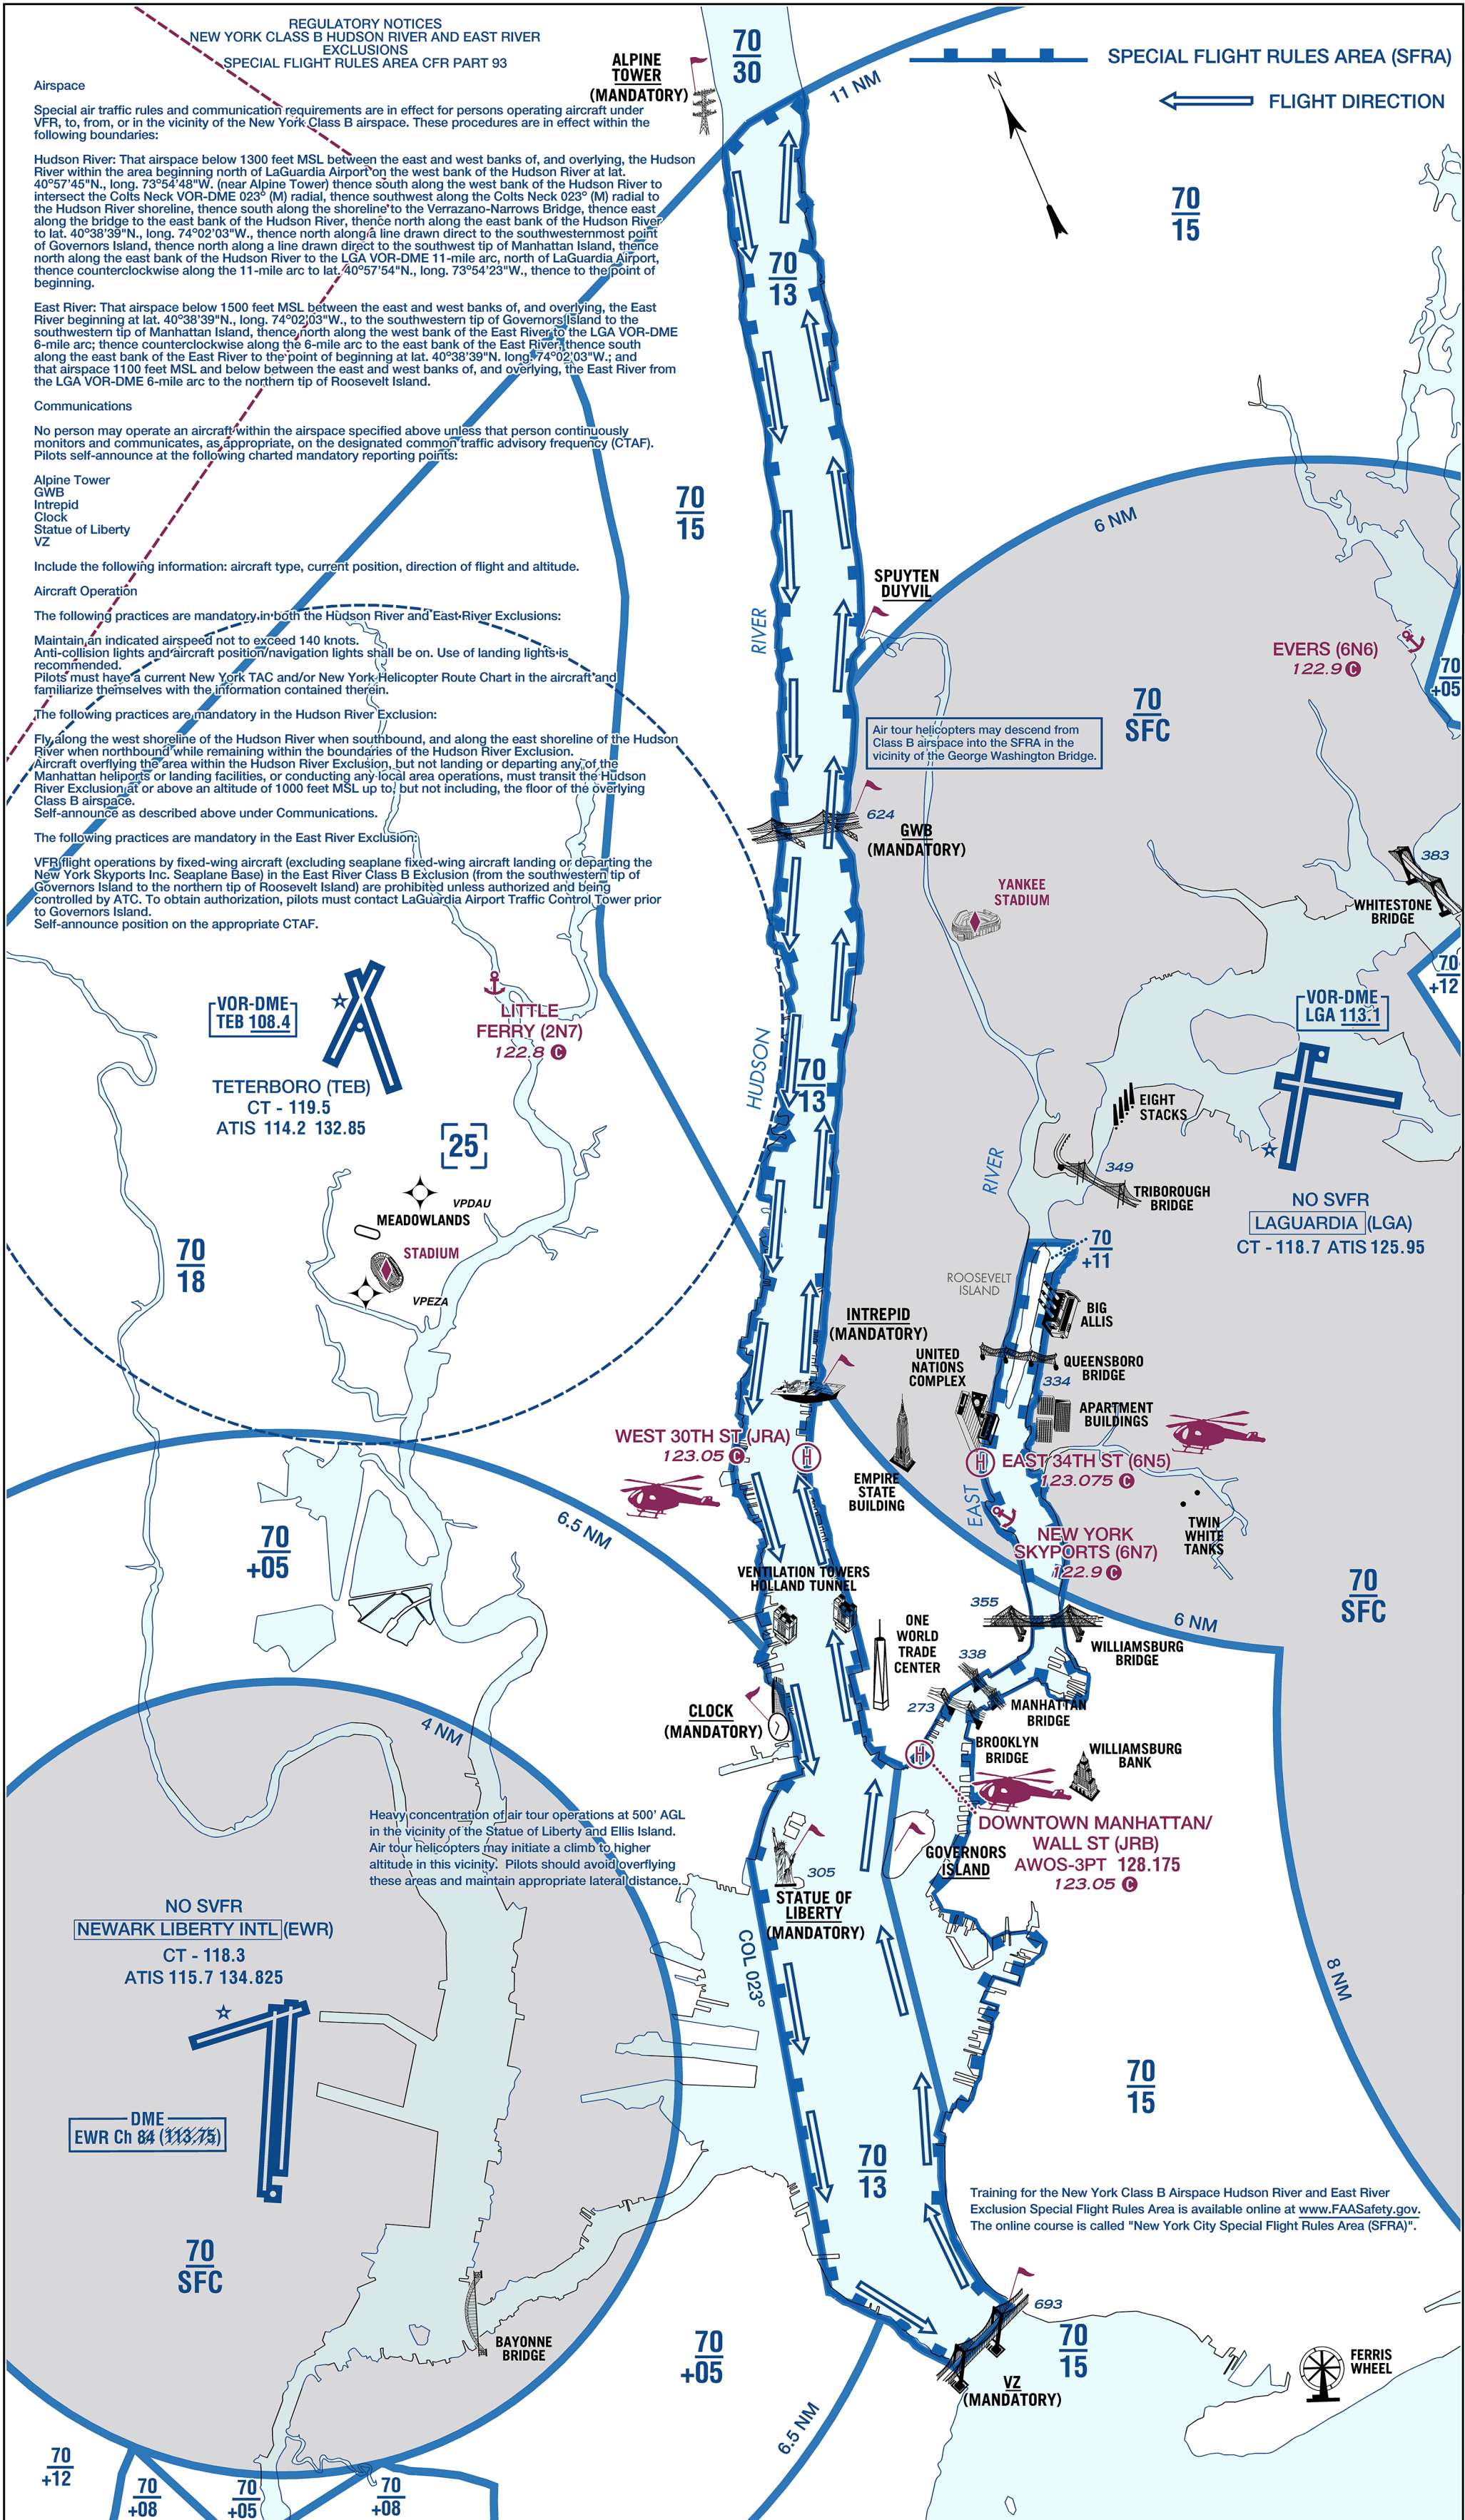 REGULATORY NOTICES
NEW YORK CLASS B HUDSON RIVER AND EAST RIVER
EXCLUSIONS
SPECIAL FLIGHT RULES AREA CFR PART 93
Airspace
Special air traffic rules and communication requirements are in effect for persons operating aircraft under
VFR, to, from, or in the vicinity of the New York Class B airspace. These procedures are in effect within the
following boundaries:
Hudson River: That airspace below 1300 feet MSL between the east and west banks of, and overlying, the Hudson
River within the area beginning north of LaGuardia Airport on the west bank of the Hudson River at lat.
40°57'45"N., long. 73°54'48"W. (near Alpine Tower) thence south along the west bank of the Hudson River to
intersect the Colts Neck VOR-DME 023° (M) radial, thence southwest along the Colts Neck 023° (M) radial to
the Hudson River shoreline, thence south along the shoreline to the Verrazano-Narrows Bridge, thence east
along the bridge to the east bank of the Hudson River, thence north along the east bank of the Hudson River
to lat. 40°38'39"N., long. 74°02'03"W., thence north along a line drawn direct to the southwesternmost point
of Governors Island, thence north along a line drawn direct to the southwest tip of Manhattan Island, thence
north along the east bank of the Hudson River to the LGA VOR-DME 11-mile arc, north of LaGuardia Airport,
thence counterclockwise along the 11-mile arc to lat. 40°57'54"N., long. 73°54'23"W., thence to the point of
beginning.
East River: That airspace below 1500 feet MSL between the east and west banks of, and overlying, the East
River beginning at lat. 40°38'39"N., long. 74°02'03"W., to the southwestern tip of Governors Island to the
southwestern tip of Manhattan Island, thence north along the west bank of the East River to the LGA VOR-DME
6-mile arc; thence counterclockwise along the 6-mile arc to the east bank of the East River, thence south
along the east bank of the East River to the point of beginning at lat. 40°38'39"N. long. 74°02'03"W.; and
that airspace 1100 feet MSL and below between the east and west banks of, and overlying, the East River from
the LGA VOR-DME 6-mile arc to the northern tip of Roosevelt Island.
Communications
No person may operate an aircraft within the airspace specified above unless that person continuously
monitors and communicates, as appropriate, on the designated common traffic advisory frequency (CTAF).
Pilots self-announce at the following charted mandatory reporting points:
Alpine Tower
GWB
Intrepid
Clock
Statue of Liberty
VZ
Include the following information: aircraft type, current position, direction of flight and altitude.
Aircraft Operation
The following practices are mandatory in both the Hudson River and East River Exclusions:
Maintain an indicated airspeed not to exceed 140 knots.
Anti-collision lights and aircraft position/navigation lights shall be on. Use of landing lights is
recommended.
Pilots must have a current New York TAC and/or New York Helicopter Route Chart in the aircraft and
familiarize themselves with the information contained therein.
The following practices are mandatory in the Hudson River Exclusion:
Fly along the west shoreline of the Hudson River when southbound, and along the east shoreline of the Hudson
River when northbound while remaining within the boundaries of the Hudson River Exclusion.
Aircraft overflying the area within the Hudson River Exclusion, but not landing or departing any of the
Manhattan heliports or landing facilities, or conducting any local area operations, must transit the Hudson
River Exclusion at or above an altitude of 1000 feet MSL up to, but not including, the floor of the overlying
Class B airspace.
Self-announce as described above under Communications.
The following practices are mandatory in the East River Exclusion:
VFR flight operations by fixed-wing aircraft (excluding seaplane fixed-wing aircraft landing or departing the
New York Skyports Inc. Seaplane Base) in the East River Class B Exclusion (from the southwestern tip of
Governors Island to the northern tip of Roosevelt Island) are prohibited unless authorized and being
controlled by ATC. To obtain authorization, pilots must contact LaGuardia Airport Traffic Control Tower prior
to Governors Island.
Self-announce position on the appropriate CTAF.
ALPINE
TOWER
(MANDATORY)
70
30
11 NM
SPECIAL FLIGHT RULES AREA (SFRA)
FLIGHT DIRECTION
N
70
15
70
13
70
15
6 NM
SPUYTEN
DUYVIL
RIVER
EVERS (6N6)
122.9 C
70
+05
70
SFC
Air tour helicopters may descend from
Class B airspace into the SFRA in the
vicinity of the George Washington Bridge.
624
GWB
(MANDATORY)
383
WHITESTONE
BRIDGE
YANKEE
STADIUM
70
+12
VOR-DME
TEB 108.4
LITTLE
FERRY (2N7)
122.8 C
VOR-DME
LGA 113.1
TETERBORO (TEB)
CT - 119.5
ATIS 114.2 132.85
HUDSON
70
13
EIGHT
STACKS
25
RIVER
349
TRIBOROUGH
BRIDGE
NO SVFR
LAGUARDIA (LGA)
CT - 118.7 ATIS 125.95
VPDAU
MEADOWLANDS
STADIUM
VPEZA
70
18
70
+11
ROOSEVELT
ISLAND
BIG
ALLIS
INTREPID
(MANDATORY)
UNITED
NATIONS
COMPLEX
QUEENSBORO
BRIDGE
334
APARTMENT
BUILDINGS
WEST 30TH ST (JRA)
123.05 C
H
H
EAST 34TH ST (6N5)
123.075 C
EMPIRE
STATE
BUILDING
EAST
TWIN
WHITE
TANKS
NEW YORK
SKYPORTS (6N7)
122.9 C
6.5 NM
70
+05
VENTILATION TOWERS
HOLLAND TUNNEL
70
SFC
355
6 NM
ONE
WORLD
TRADE
CENTER
WILLIAMSBURG
BRIDGE
338
273
MANHATTAN
BRIDGE
CLOCK
(MANDATORY)
4 NM
BROOKLYN
BRIDGE
H
WILLIAMSBURG
BANK
Heavy concentration of air tour operations at 500' AGL
in the vicinity of the Statue of Liberty and Ellis Island.
Air tour helicopters may initiate a climb to higher
altitude in this vicinity. Pilots should avoid overflying
these areas and maintain appropriate lateral distance.
DOWNTOWN MANHATTAN/
WALL ST (JRB)
AWOS-3PT 128.175
123.05 C
GOVERNORS
ISLAND
305
STATUE OF
LIBERTY
(MANDATORY)
NO SVFR
NEWARK LIBERTY INTL (EWR)
CT - 118.3
ATIS 115.7 134.825
COL 023°
8 NM
70
15
DME
EWR Ch 84 (113.75)
70
13
Training for the New York Class B Airspace Hudson River and East River
Exclusion Special Flight Rules Area is available online at www.FAASafety.gov.
The online course is called "New York City Special Flight Rules Area (SFRA)".
70
SFC
693
BAYONNE
BRIDGE
70
+05
70
15
VZ
(MANDATORY)
FERRIS
WHEEL
6.5 NM
70
+12
70
+08
70
+05
70
+08